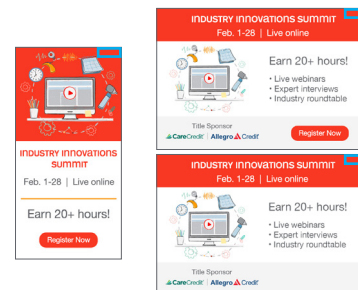 INDUSTRY INNOVATIONS
SUMMIT
Feb. 1-28 | Live online
Earn 20+ hours!
Register Now
INDUSTRY INNOVATIONS SUMMIT
Feb. 1-28 | Live online
Earn 20+ hours!
• Live webinars
• Expert interviews
• Industry roundtable
Title Sponsor
CareCredit Allegro Credit
Register Now
INDUSTRY INNOVATIONS SUMMIT
Feb. 1-28 | Live online
Earn 20+ hours!
• Live webinars
• Expert interviews
• Industry roundtable
Title Sponsor
CareCredit Allegro Credit